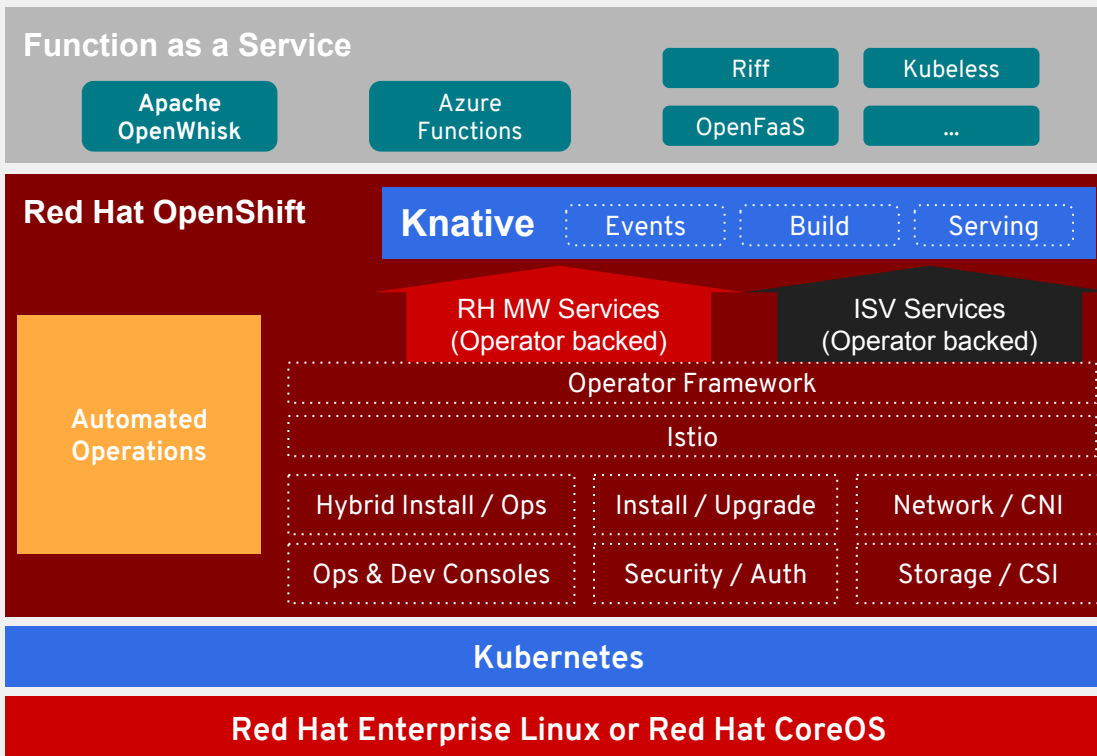 Function as a Service
Apache
OpenWhisk
Azure
Functions
Riff
Kubeless
OpenFaaS
...
Red Hat OpenShift
Knative
Events
Build
Serving
RH MW Services
(Operator backed)
ISV Services
(Operator backed)
Automated
Operations
Operator Framework
Istio
Hybrid Install / Ops
Install / Upgrade
Network / CNI
Ops & Dev Consoles
Security / Auth
Storage / CSI
Kubernetes
Red Hat Enterprise Linux or Red Hat CoreOS